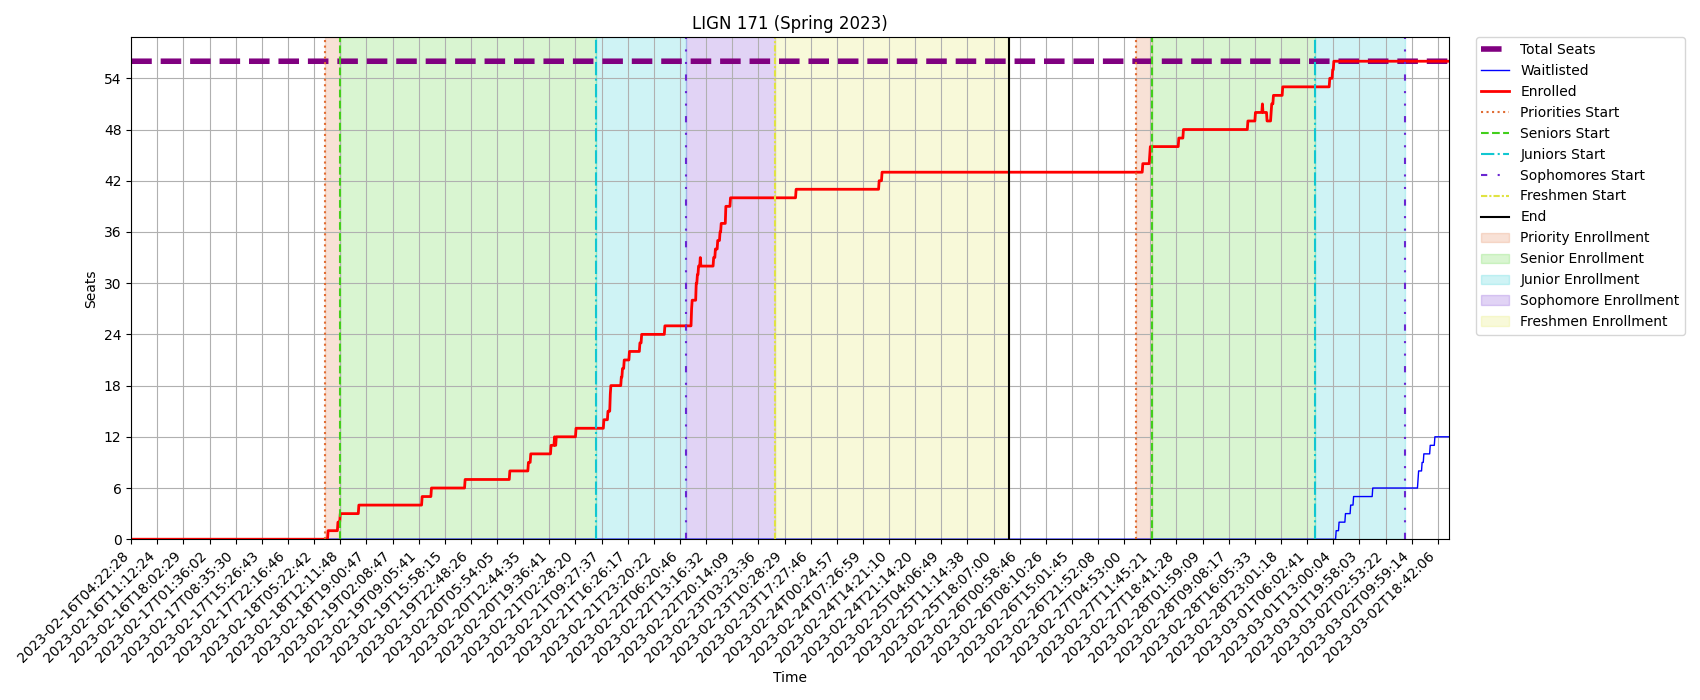 LIGN 171 (Spring 2023)
Seats
54
48
42
36
30
24
18
12
6
0
2023-02-16T04:22:28
2023-02-16T11:12:24
2023-02-16T18:02:29
2023-02-17T01:36:02
2023-02-17T08:35:30
2023-02-17T15:26:43
2023-02-17T22:16:46
2023-02-18T05:22:42
2023-02-18T12:11:48
2023-02-18T19:00:47
2023-02-19T02:08:47
2023-02-19T09:05:41
2023-02-19T15:58:15
2023-02-19T22:48:26
2023-02-20T05:54:05
2023-02-20T12:44:35
2023-02-20T19:36:41
2023-02-21T02:28:20
2023-02-21T09:27:37
2023-02-21T16:26:17
2023-02-21T23:20:22
2023-02-22T06:20:46
2023-02-22T13:16:32
2023-02-22T20:14:09
2023-02-23T03:23:36
2023-02-23T10:28:29
2023-02-23T17:27:46
2023-02-24T00:24:57
2023-02-24T07:26:59
2023-02-24T14:21:10
2023-02-24T21:14:20
2023-02-25T04:06:49
2023-02-25T11:14:38
2023-02-25T18:07:00
2023-02-26T00:58:46
2023-02-26T08:10:26
2023-02-26T15:01:45
2023-02-26T21:52:08
2023-02-27T04:53:00
2023-02-27T11:45:21
2023-02-27T18:41:28
2023-02-28T01:59:09
2023-02-28T09:08:17
2023-02-28T16:05:33
2023-02-28T23:01:18
2023-03-01T06:02:41
2023-03-01T13:00:04
2023-03-01T19:58:03
2023-03-02T02:53:22
2023-03-02T09:59:14
2023-03-02T18:42:06
Time
Total Seats
Waitlisted
Enrolled
Priorities Start
Seniors Start
Juniors Start
Sophomores Start
Freshmen Start
End
Priority Enrollment
Senior Enrollment
Junior Enrollment
Sophomore Enrollment
Freshmen Enrollment